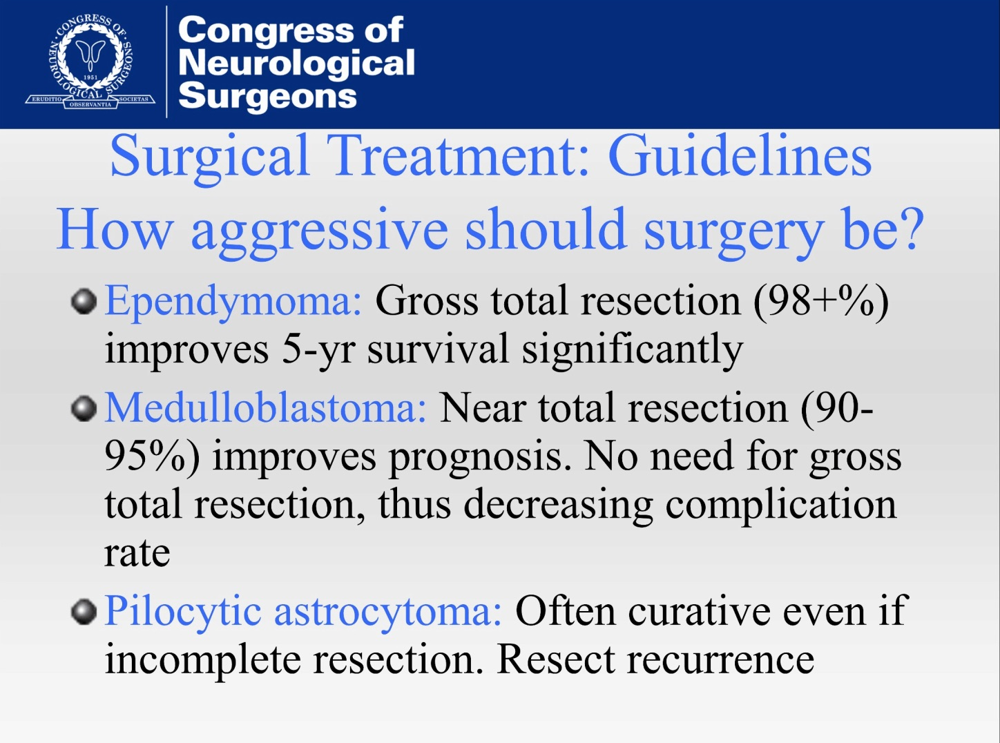 CONGRESS OF NEUROLOGICAL SURGEONS
1951
ERUDITIO OBSERVANTIA SOCIETAS
Congress of
Neurological
Surgeons
Surgical Treatment: Guidelines
How aggressive should surgery be?
Ependymoma: Gross total resection (98+%)
improves 5-yr survival significantly
Medulloblastoma: Near total resection (90-
95%) improves prognosis. No need for gross
total resection, thus decreasing complication
rate
Pilocytic astrocytoma: Often curative even if
incomplete resection. Resect recurrence